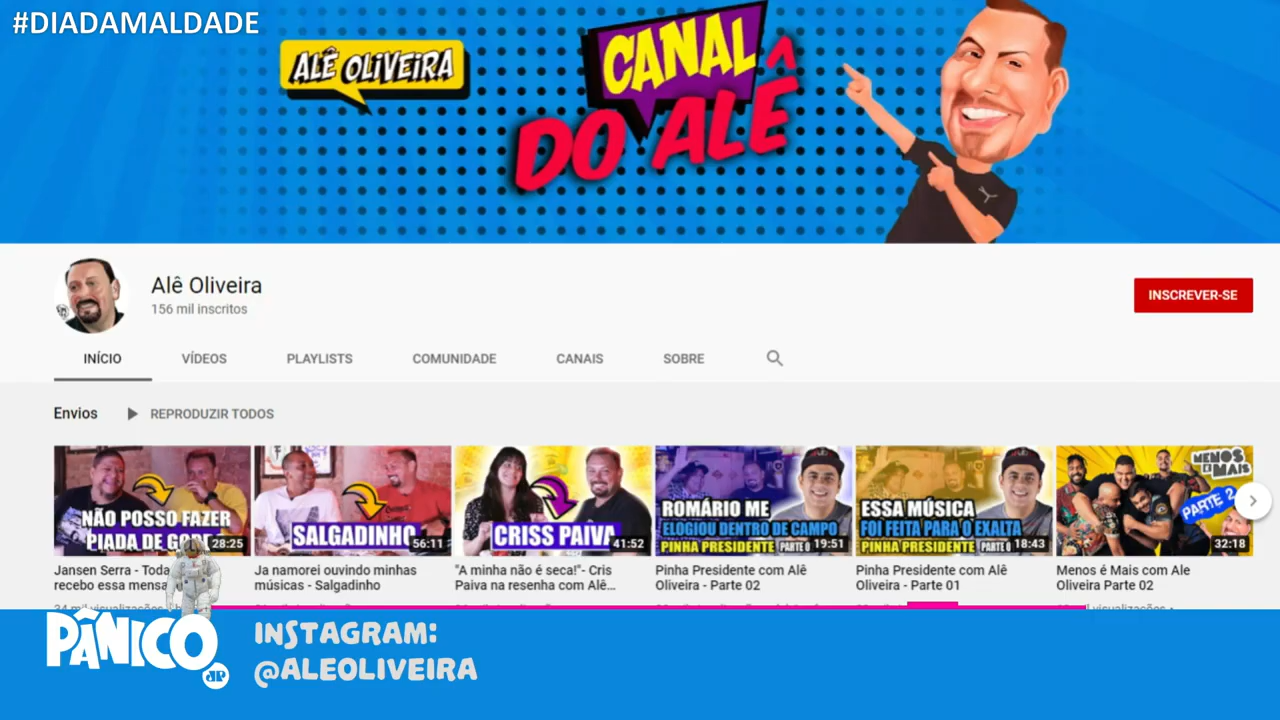 #DIADAMALDADE
ALÊ OLIVEIRA
CANAL
DO ALÊ
Alê Oliveira
156 mil inscritos
INSCREVER-SE
INÍCIO
VÍDEOS
PLAYLISTS
COMUNIDADE
CANAIS
SOBRE
Envios
REPRODUZIR TODOS
NÃO POSSO FAZER
PIADA DE
28:25
SALGADINHO
56:11
CRISS PAIVA
41:52
ROMÁRIO ME
ELOGIOU DENTRO DE CAMPO
PINHA PRESIDENTE PARTE
19:51
ESSA MÚSICA
FOI FEITA PARA O EXALTA
PINHA PRESIDENTE PARTE
18:43
MENOS É MAIS
PARTE 2
32:18
Jansen Serra - Toda
recebo essa mensa
Ja namorei ouvindo minhas
músicas - Salgadinho
"A minha não é seca!"- Cris
Paiva na resenha com Alê...
Pinha Presidente com Alê
Oliveira - Parte 02
Pinha Presidente com Alê
Oliveira - Parte 01
Menos é Mais com Ale
Oliveira Parte 02
PÂNICO
JP
INSTAGRAM:
@ALEOLIVEIRA